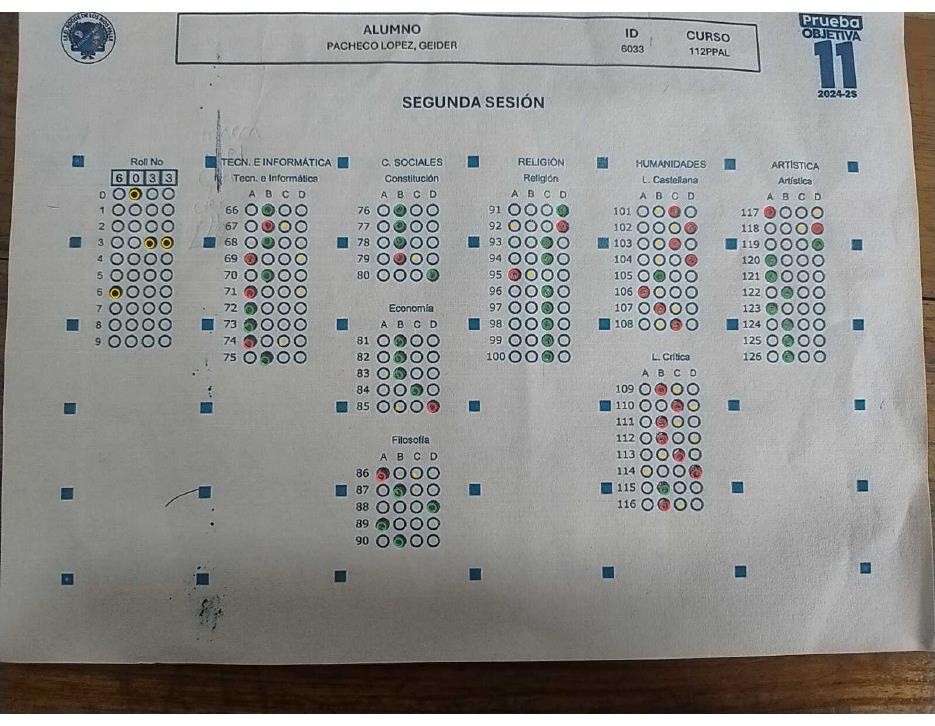 ALUMNO
PACHECO LOPEZ, GEIDER
ID
6033
CURSO
112PPAL
Prueba
OBJETIVA
11
2024-2S
SEGUNDA SESIÓN
Roll No
6 0 3 3
0
1
2
3
4
5
6
7
8
9
TECN. E INFORMÁTICA
Tecn. e Informática
A B C D
66
67
68
69
70
71
72
73
74
75
C. SOCIALES
Constitución
A B C D
76
77
78
79
80
Economía
A B C D
81
82
83
84
85
Filosofía
A B C D
86
87
88
89
90
RELIGIÓN
Religión
A B C D
91
92
93
94
95
96
97
98
99
100
HUMANIDADES
L. Castellana
A B C D
101
102
103
104
105
106
107
108
L. Crítica
A B C D
109
110
111
112
113
114
115
116
ARTÍSTICA
Artística
A B C D
117
118
119
120
121
122
123
124
125
126